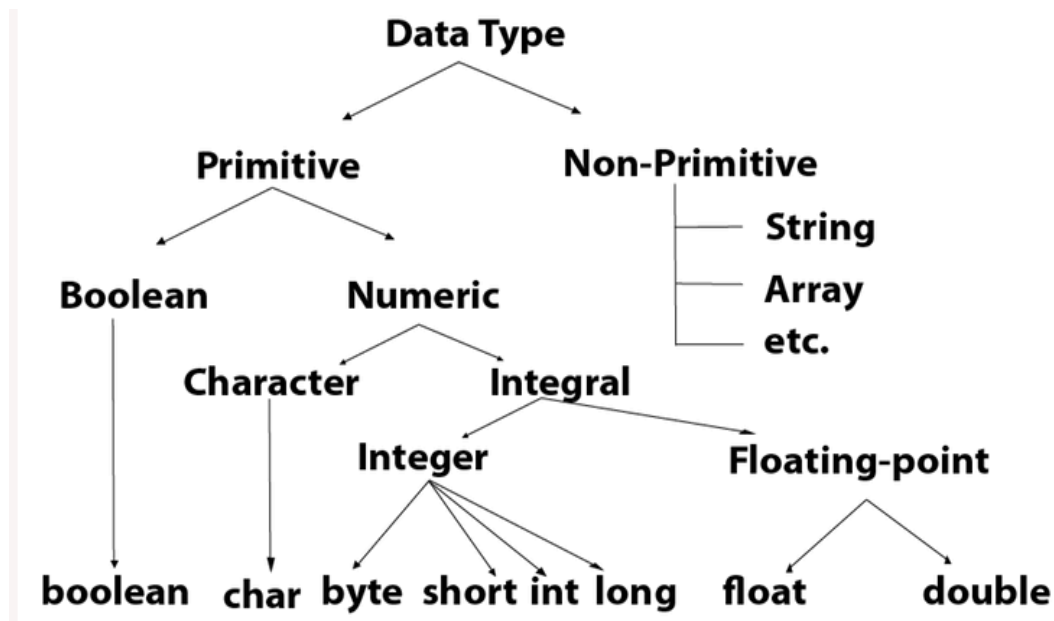 Data Type
Primitive
Non-Primitive
String
Array
etc.
Boolean
Numeric
Character
Integral
Integer
Floating-point
boolean
char
byte
short
int
long
float
double